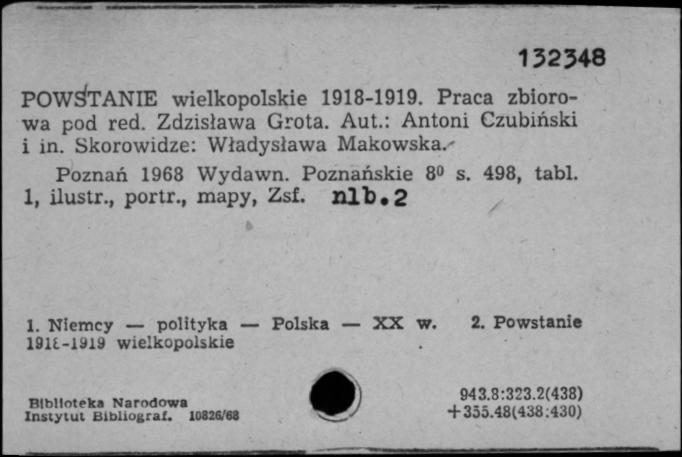 132348
POWSTANIE wielkopolskie 1918-1919. Praca zbioro-
wa pod red. Zdzisława Grota. Aut.: Antoni Czubiński
i in. Skorowidze: Władysława Makowska.
Poznań 1968 Wydawn. Poznańskie 8⁰ s. 498, tabl.
1, ilustr., portr., mapy, Zsf. nlb.2
1. Niemcy — polityka — Polska — XX w. 2. Powstanie
1918-1919 wielkopolskie
943.8:323.2(438)
Biblioteka Narodowa
Instytut Bibliograf. 10826/68
+355.48(438:430)